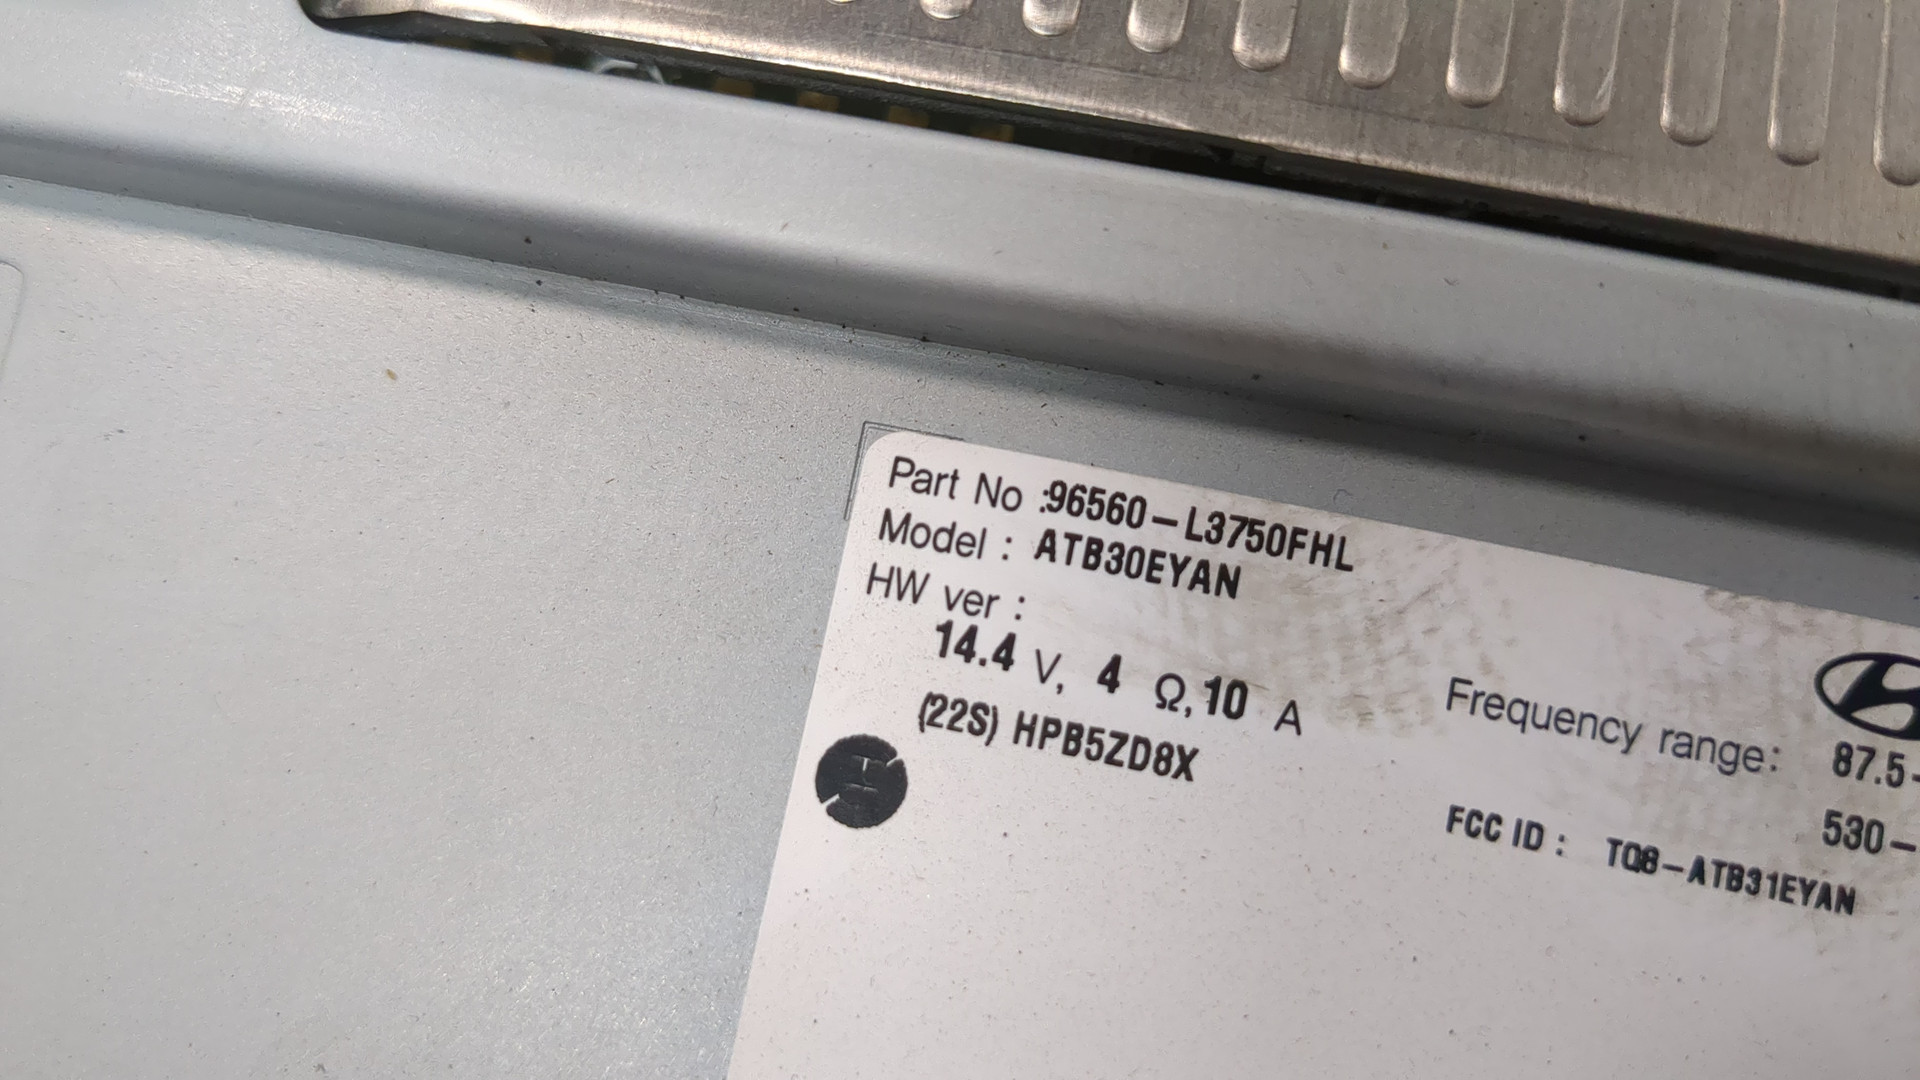 Part No :96560-L3750FHL
Model : ATB30EYAN
HW ver :
14.4 V, 4 Ω, 10 A
(22S) HPB5ZD8X
Frequency range: 87.5-
530-
FCC ID : TQ8-ATB31EYAN